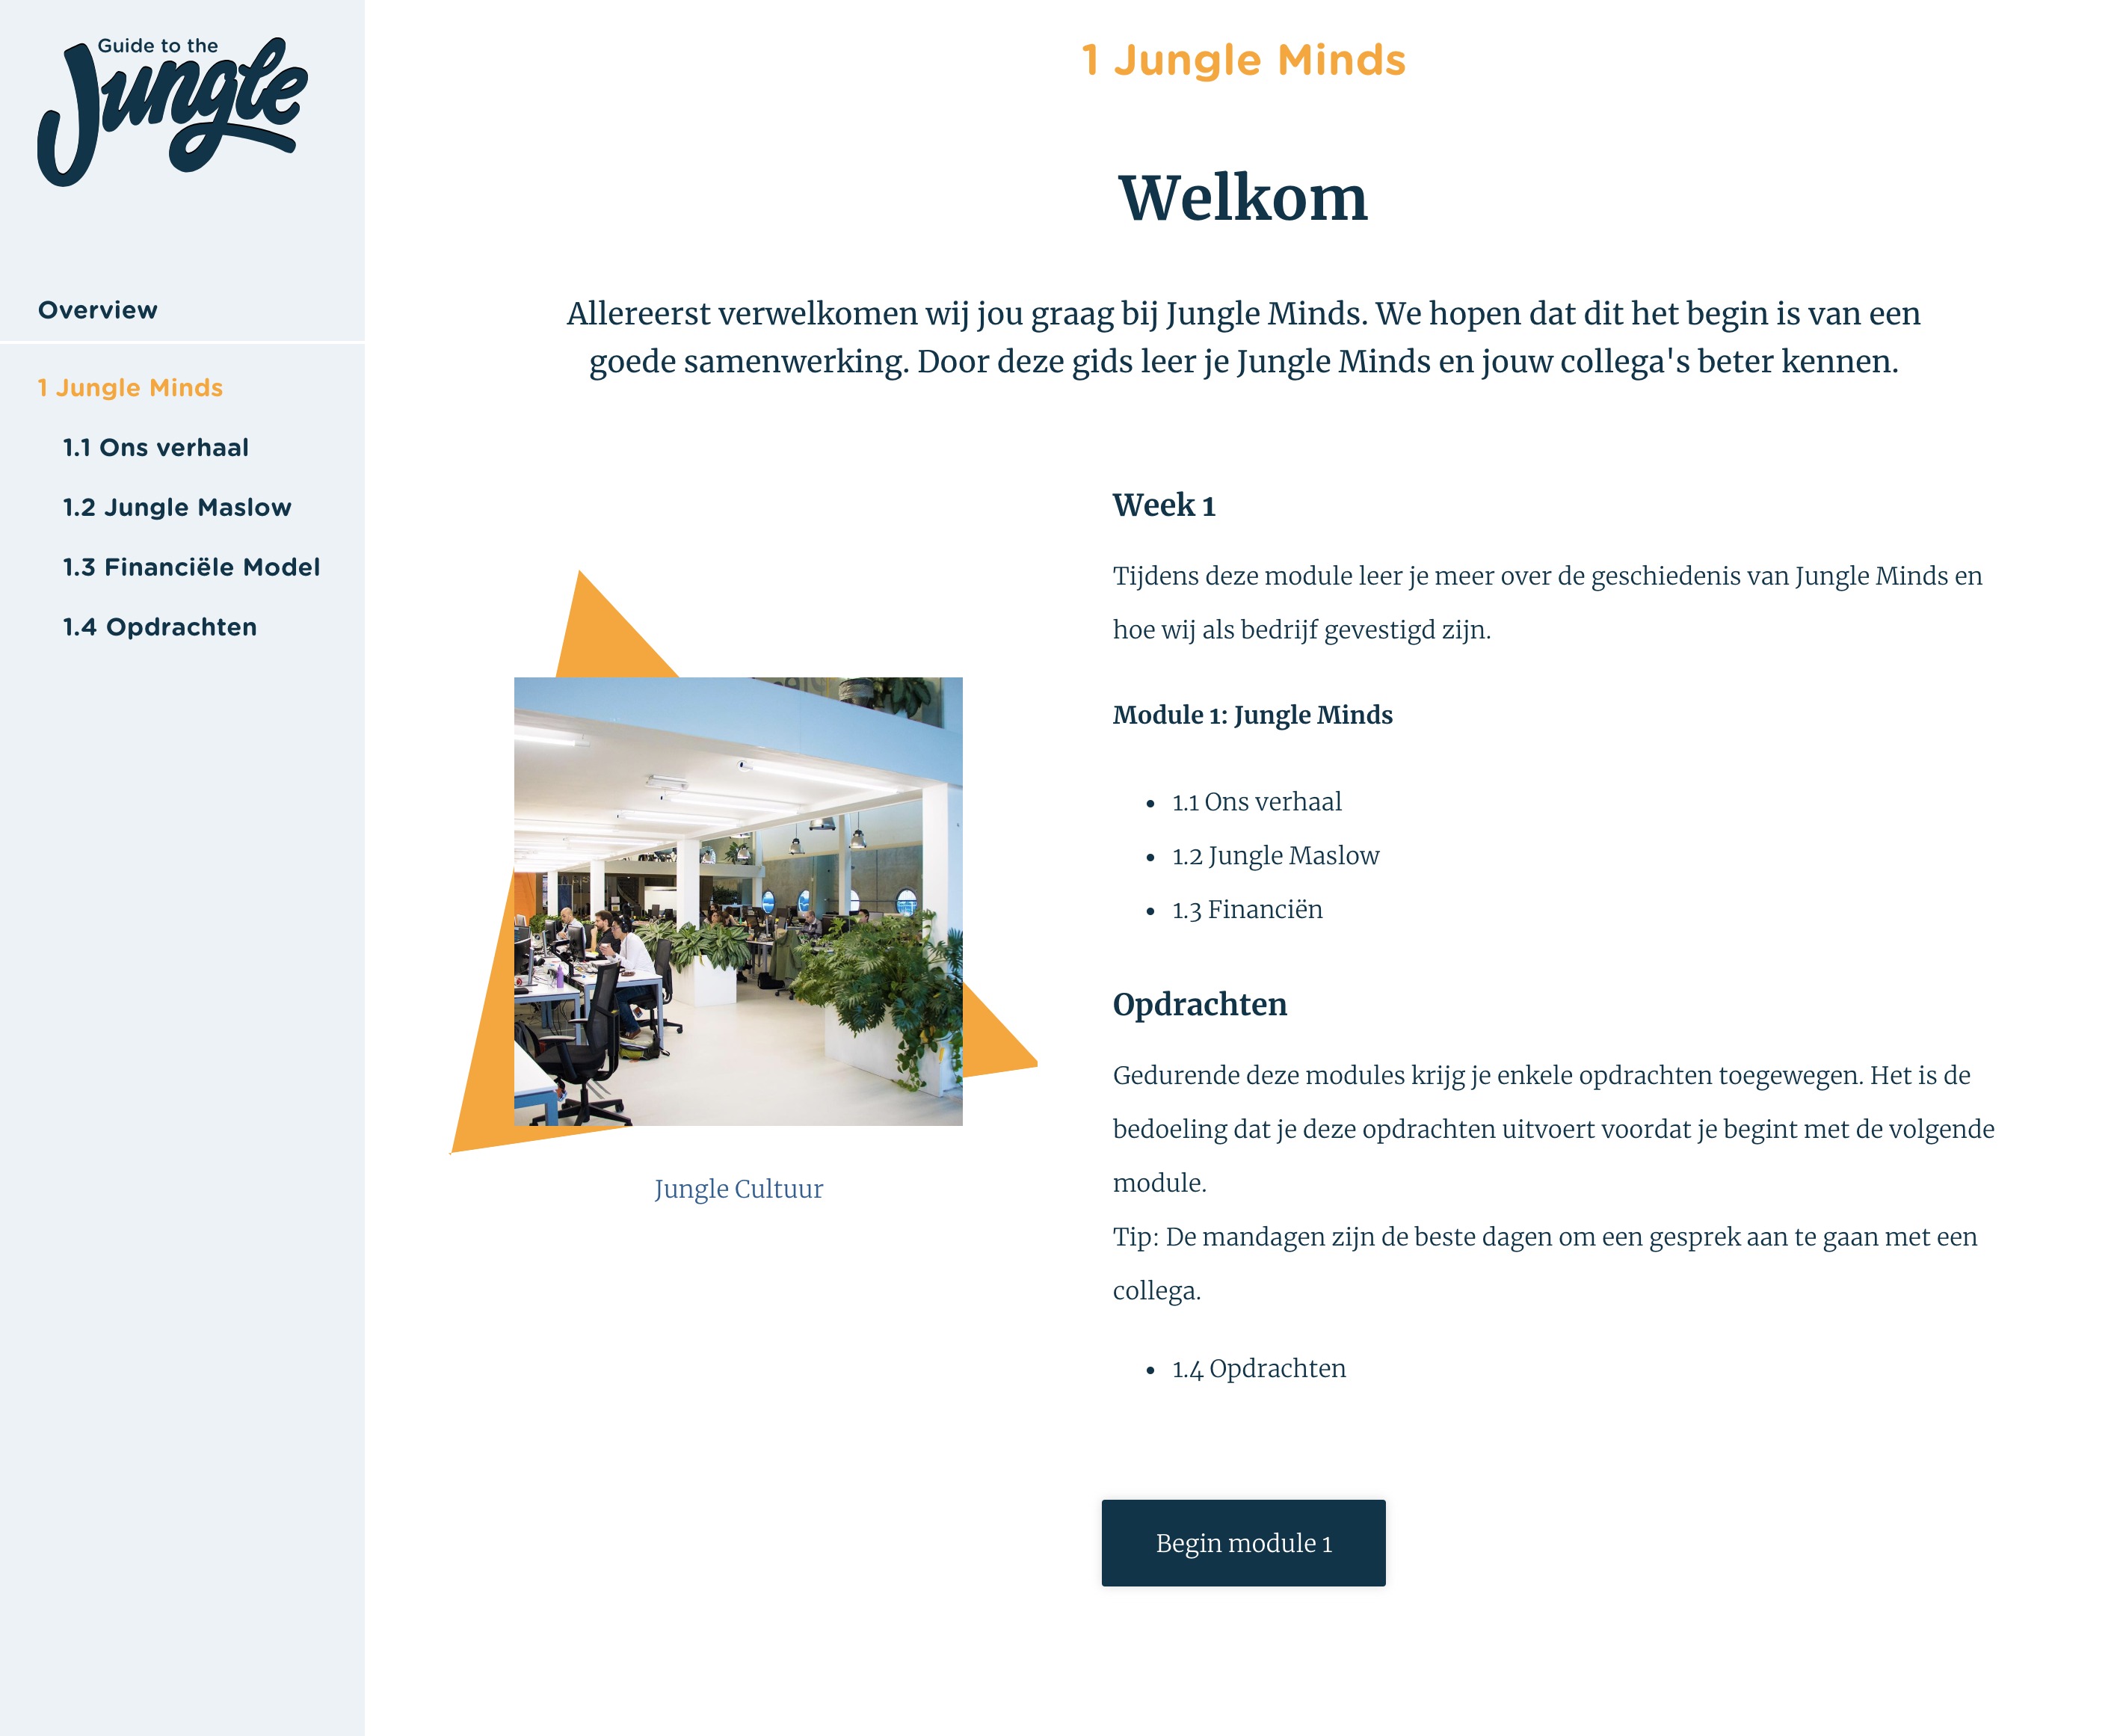 Guide to the
Jungle
Overview
1 Jungle Minds
1.1 Ons verhaal
1.2 Jungle Maslow
1.3 Financiële Model
1.4 Opdrachten
1 Jungle Minds
Welkom
Allereerst verwelkomen wij jou graag bij Jungle Minds. We hopen dat dit het begin is van een
goede samenwerking. Door deze gids leer je Jungle Minds en jouw collega's beter kennen.
Jungle Cultuur
Week 1
Tijdens deze module leer je meer over de geschiedenis van Jungle Minds en
hoe wij als bedrijf gevestigd zijn.
Module 1: Jungle Minds
• 1.1 Ons verhaal
• 1.2 Jungle Maslow
• 1.3 Financiën
Opdrachten
Gedurende deze modules krijg je enkele opdrachten toegewegen. Het is de
bedoeling dat je deze opdrachten uitvoert voordat je begint met de volgende
module.
Tip: De mandagen zijn de beste dagen om een gesprek aan te gaan met een
collega.
• 1.4 Opdrachten
Begin module 1